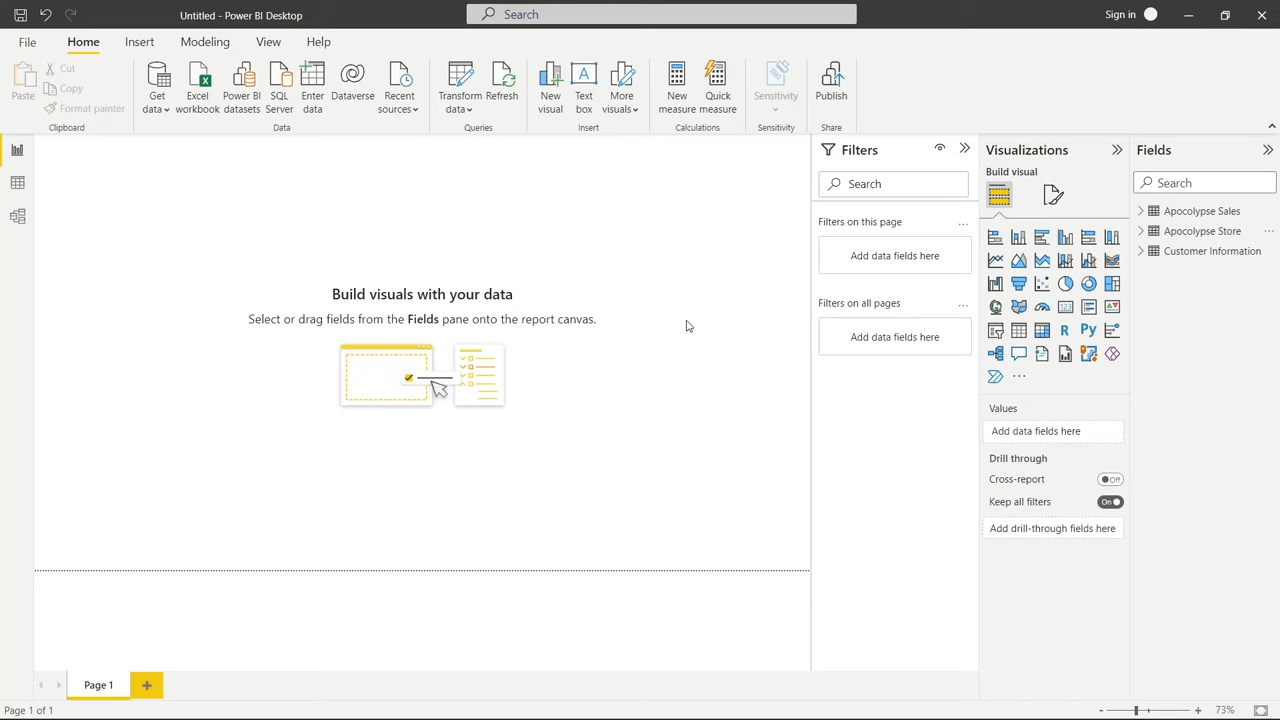 Untitled - Power BI Desktop
Search
Sign in
File Home Insert Modeling View Help
Paste
Cut
Copy
Format painter
Clipboard
Get data
Excel workbook
Power BI datasets
SQL Server
Enter data
Dataverse
Recent sources
Data
Transform data
Refresh
Queries
New visual
Text box
More visuals
Insert
New measure
Quick measure
Calculations
Sensitivity
Sensitivity
Publish
Share
Build visuals with your data
Select or drag fields from the Fields pane onto the report canvas.
Filters
Search
Filters on this page
...
Add data fields here
Filters on all pages
...
Add data fields here
Visualizations
Build visual
R
Py
...
Values
Add data fields here
Drill through
Cross-report
Off
Keep all filters
On
Add drill-through fields here
Fields
Search
Apocolypse Sales
Apocolypse Store
...
Customer Information
Page 1
+
Page 1 of 1
- + 73%